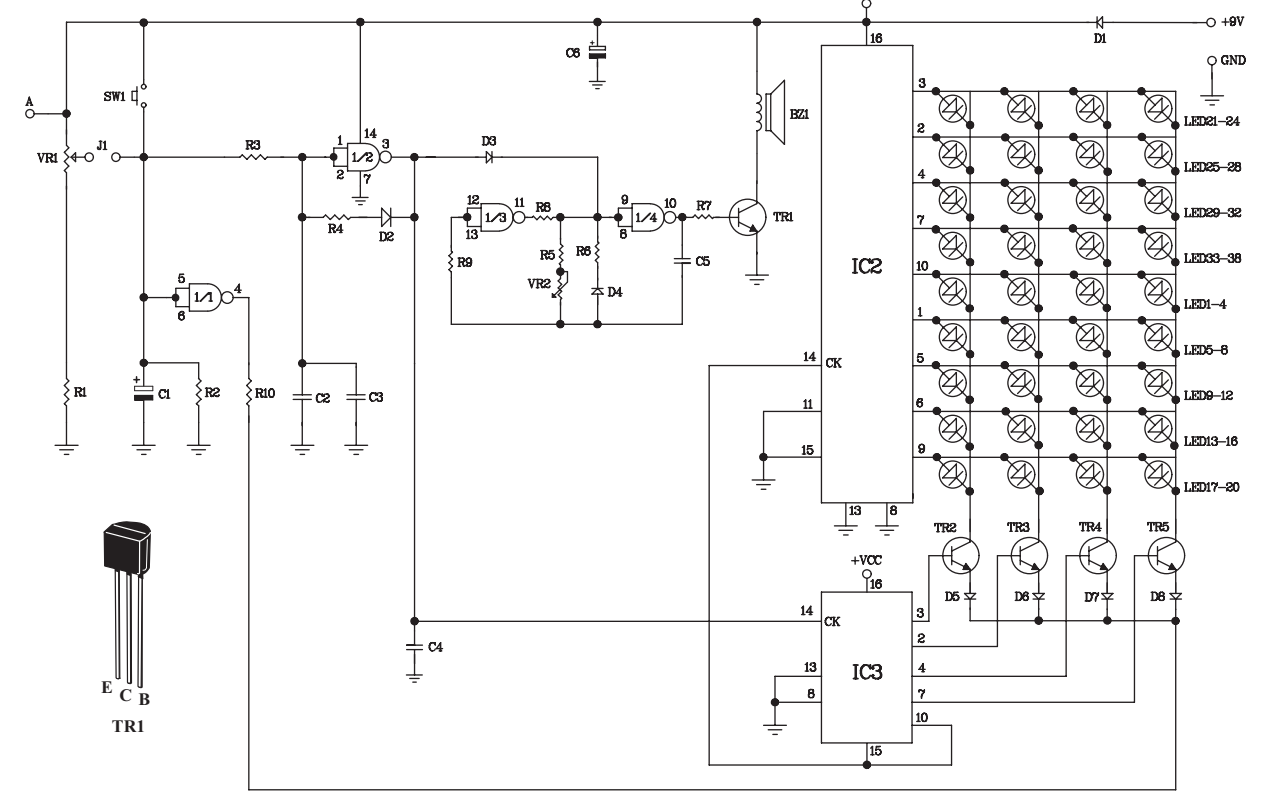 +9V
D1
GND
16
C6
+
A
SW1
BZ1
3
LED21-24
14
J1
R3
1
3
D3
VR1
1/2
2
7
2
LED25-28
4
LED29-32
R4
D2
12
11
R8
9
10
R7
1/3
1/4
13
8
TR1
7
LED33-36
R9
R5
R6
C5
IC2
5
4
1/1
6
VR2
D4
10
LED1-4
1
LED5-8
14
CK
5
LED9-12
+
R1
C1
R2
R10
C2
C3
11
6
LED13-16
15
9
LED17-20
13
8
TR2
TR3
TR4
TR5
+VCC
16
D5
D6
D7
D8
14
CK
3
2
C4
13
IC3
4
8
7
10
15
E
C
B
TR1